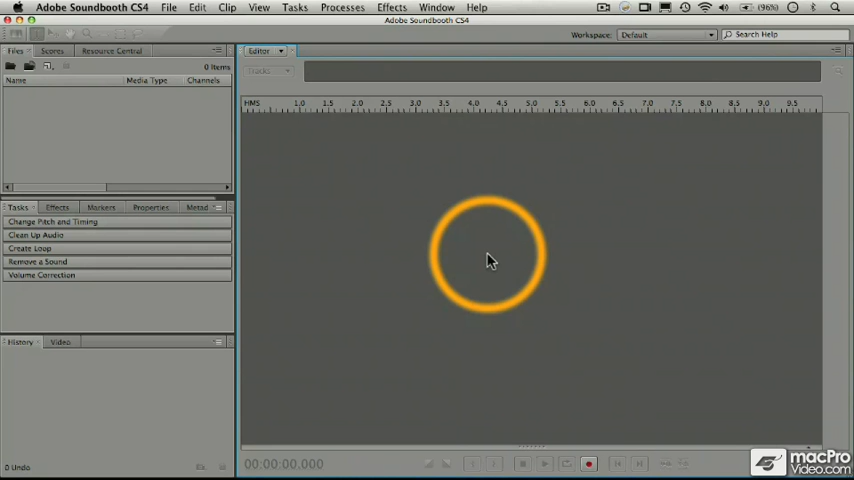 Adobe Soundbooth CS4 File Edit Clip View Tasks Processes Effects Window Help (96%)
Adobe Soundbooth CS4
Workspace: Default Search Help
Files Scores Resource Central Editor
0 Items Tracks
Name Media Type Channels
HMS 1.0 1.5 2.0 2.5 3.0 3.5 4.0 4.5 5.0 5.5 6.0 6.5 7.0 7.5 8.0 8.5 9.0 9.5
Tasks Effects Markers Properties Metad
Change Pitch and Timing
Clean Up Audio
Create Loop
Remove a Sound
Volume Correction
History Video
0 Undo
00:00:00.000
macPro
Video.com